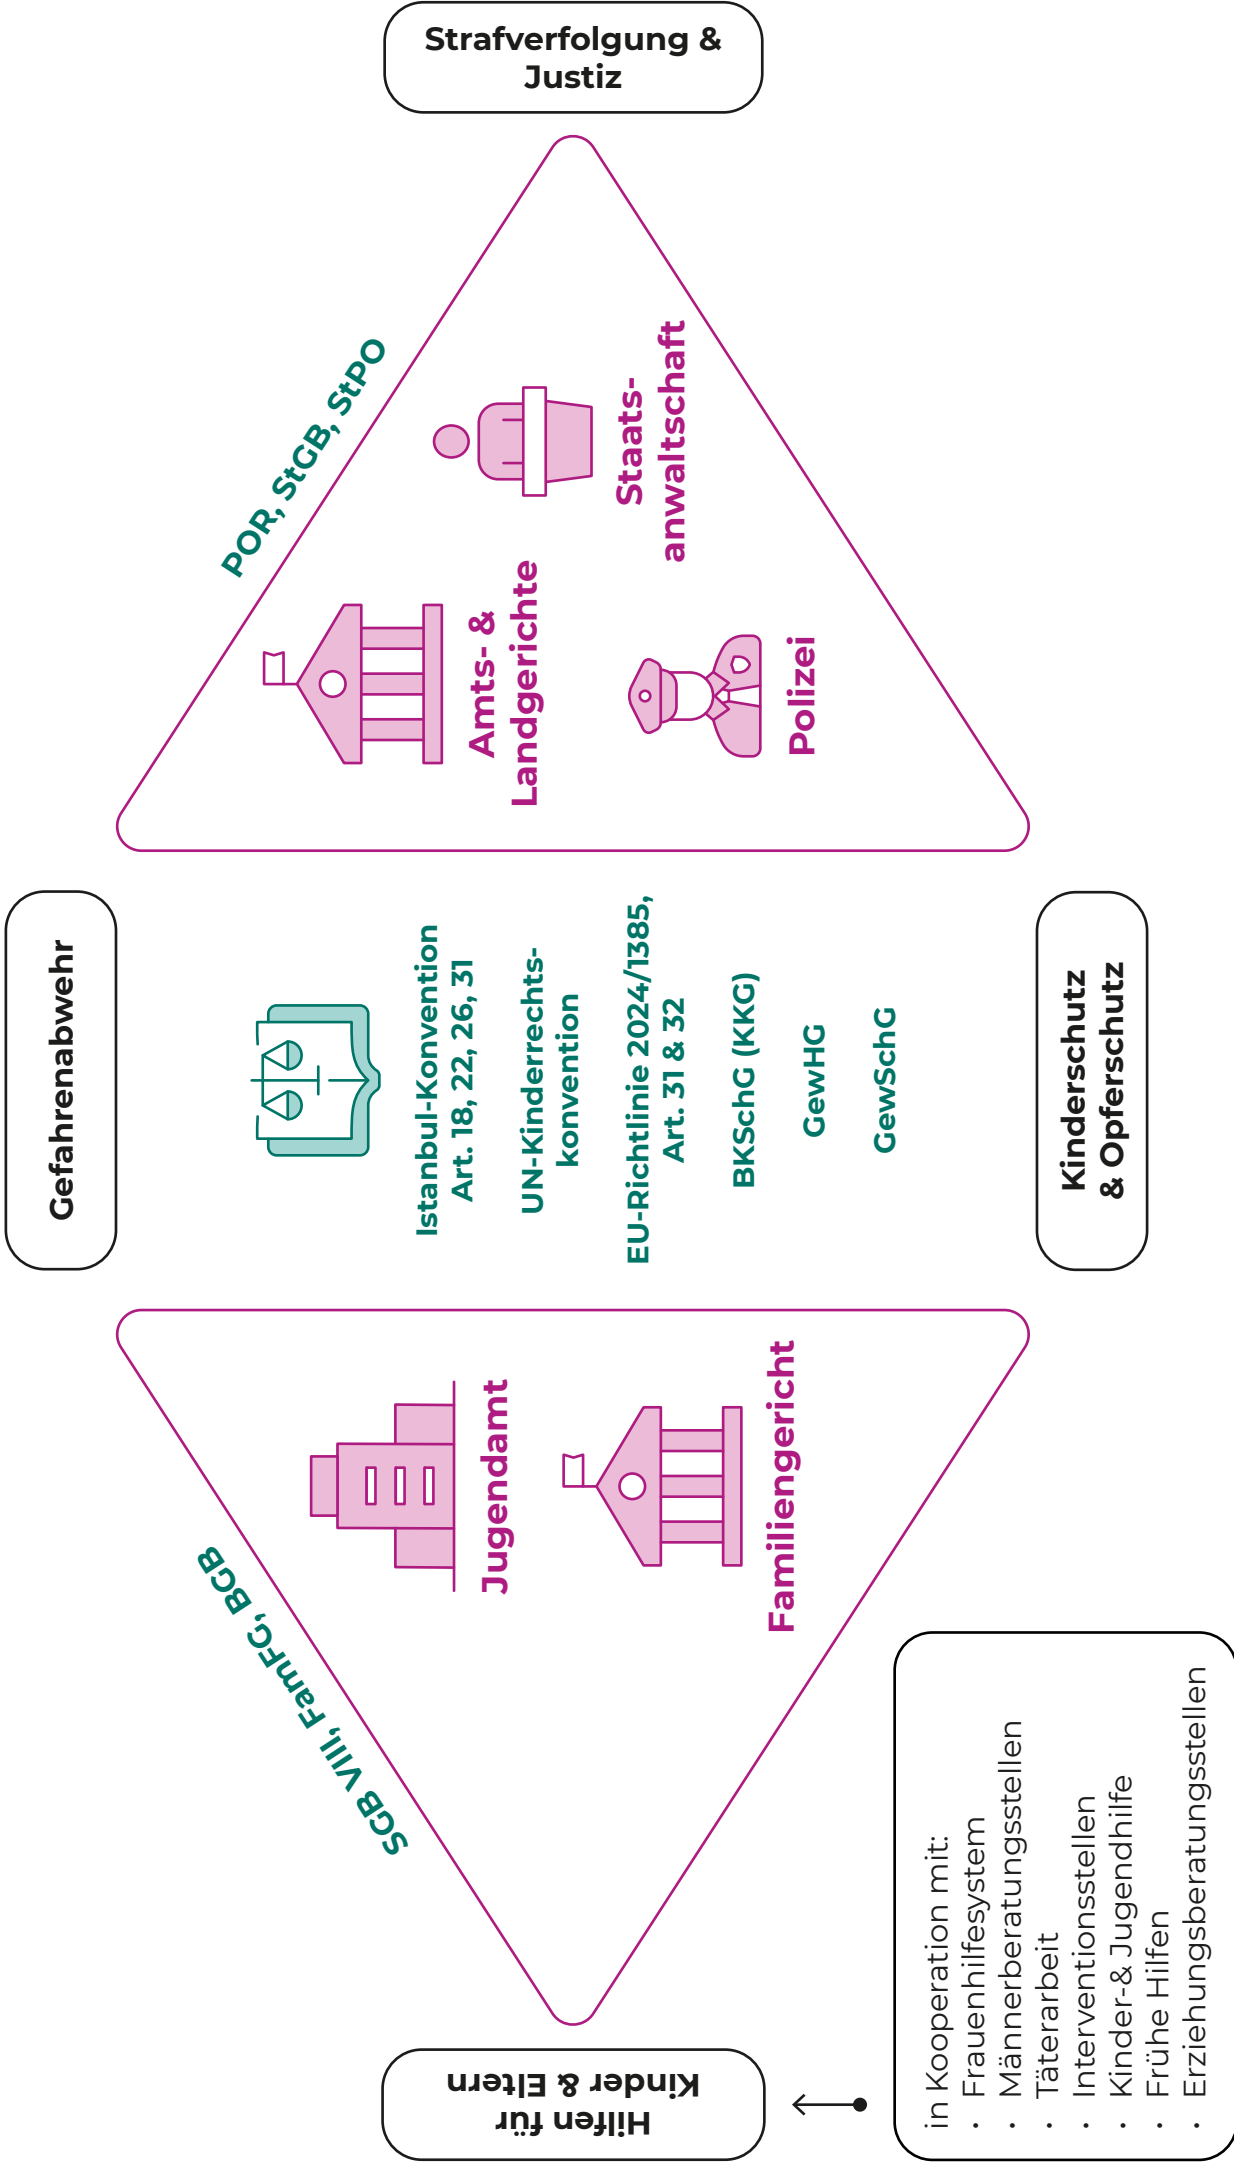 Gefahrenabwehr
Hilfen für
Kinder & Eltern
SGB VIII, FamFG, BGB
Jugendamt
Familiengericht
Istanbul-Konvention
Art. 18, 22, 26, 31
UN-Kinderrechts-
konvention
EU-Richtlinie 2024/1385,
Art. 31 & 32
BKSchG (KKG)
GewHG
GewSchG
POR, StGB, StPO
Amts- &
Landgerichte
Polizei
Staats-
anwaltschaft
Strafverfolgung &
Justiz
Kinderschutz
& Opferschutz
in Kooperation mit:
· Frauenhilfesystem
· Männerberatungsstellen
· Täterarbeit
· Interventionsstellen
· Kinder-& Jugendhilfe
· Frühe Hilfen
· Erziehungsberatungsstellen